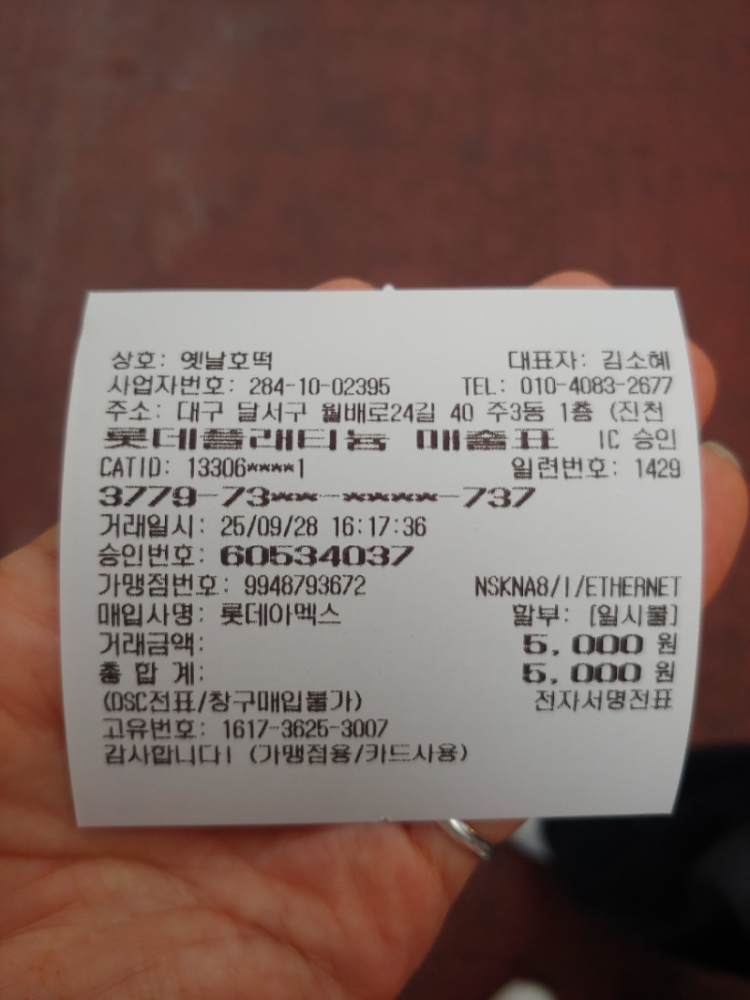 상호: 옛날호떡 대표자: 김소혜
사업자번호: 284-10-02395 TEL: 010-4083-2677
주소: 대구 달서구 월배로24길 40 주3동 1층 (진천
롯데플래티늄 매출표 IC 승인
CATID: 13306****1 일련번호: 1429
3779-73**-****-737
거래일시: 25/09/28 16:17:36
승인번호: 60534037
가맹점번호: 9948793672 NSKNA8/I/ETHERNET
매입사명: 롯데아멕스 할부: [일시불]
거래금액: 5,000 원
총 합 계: 5,000 원
(DSC전표/창구매입불가) 전자서명전표
고유번호: 1617-3625-3007
감사합니다! (가맹점용/카드사용)